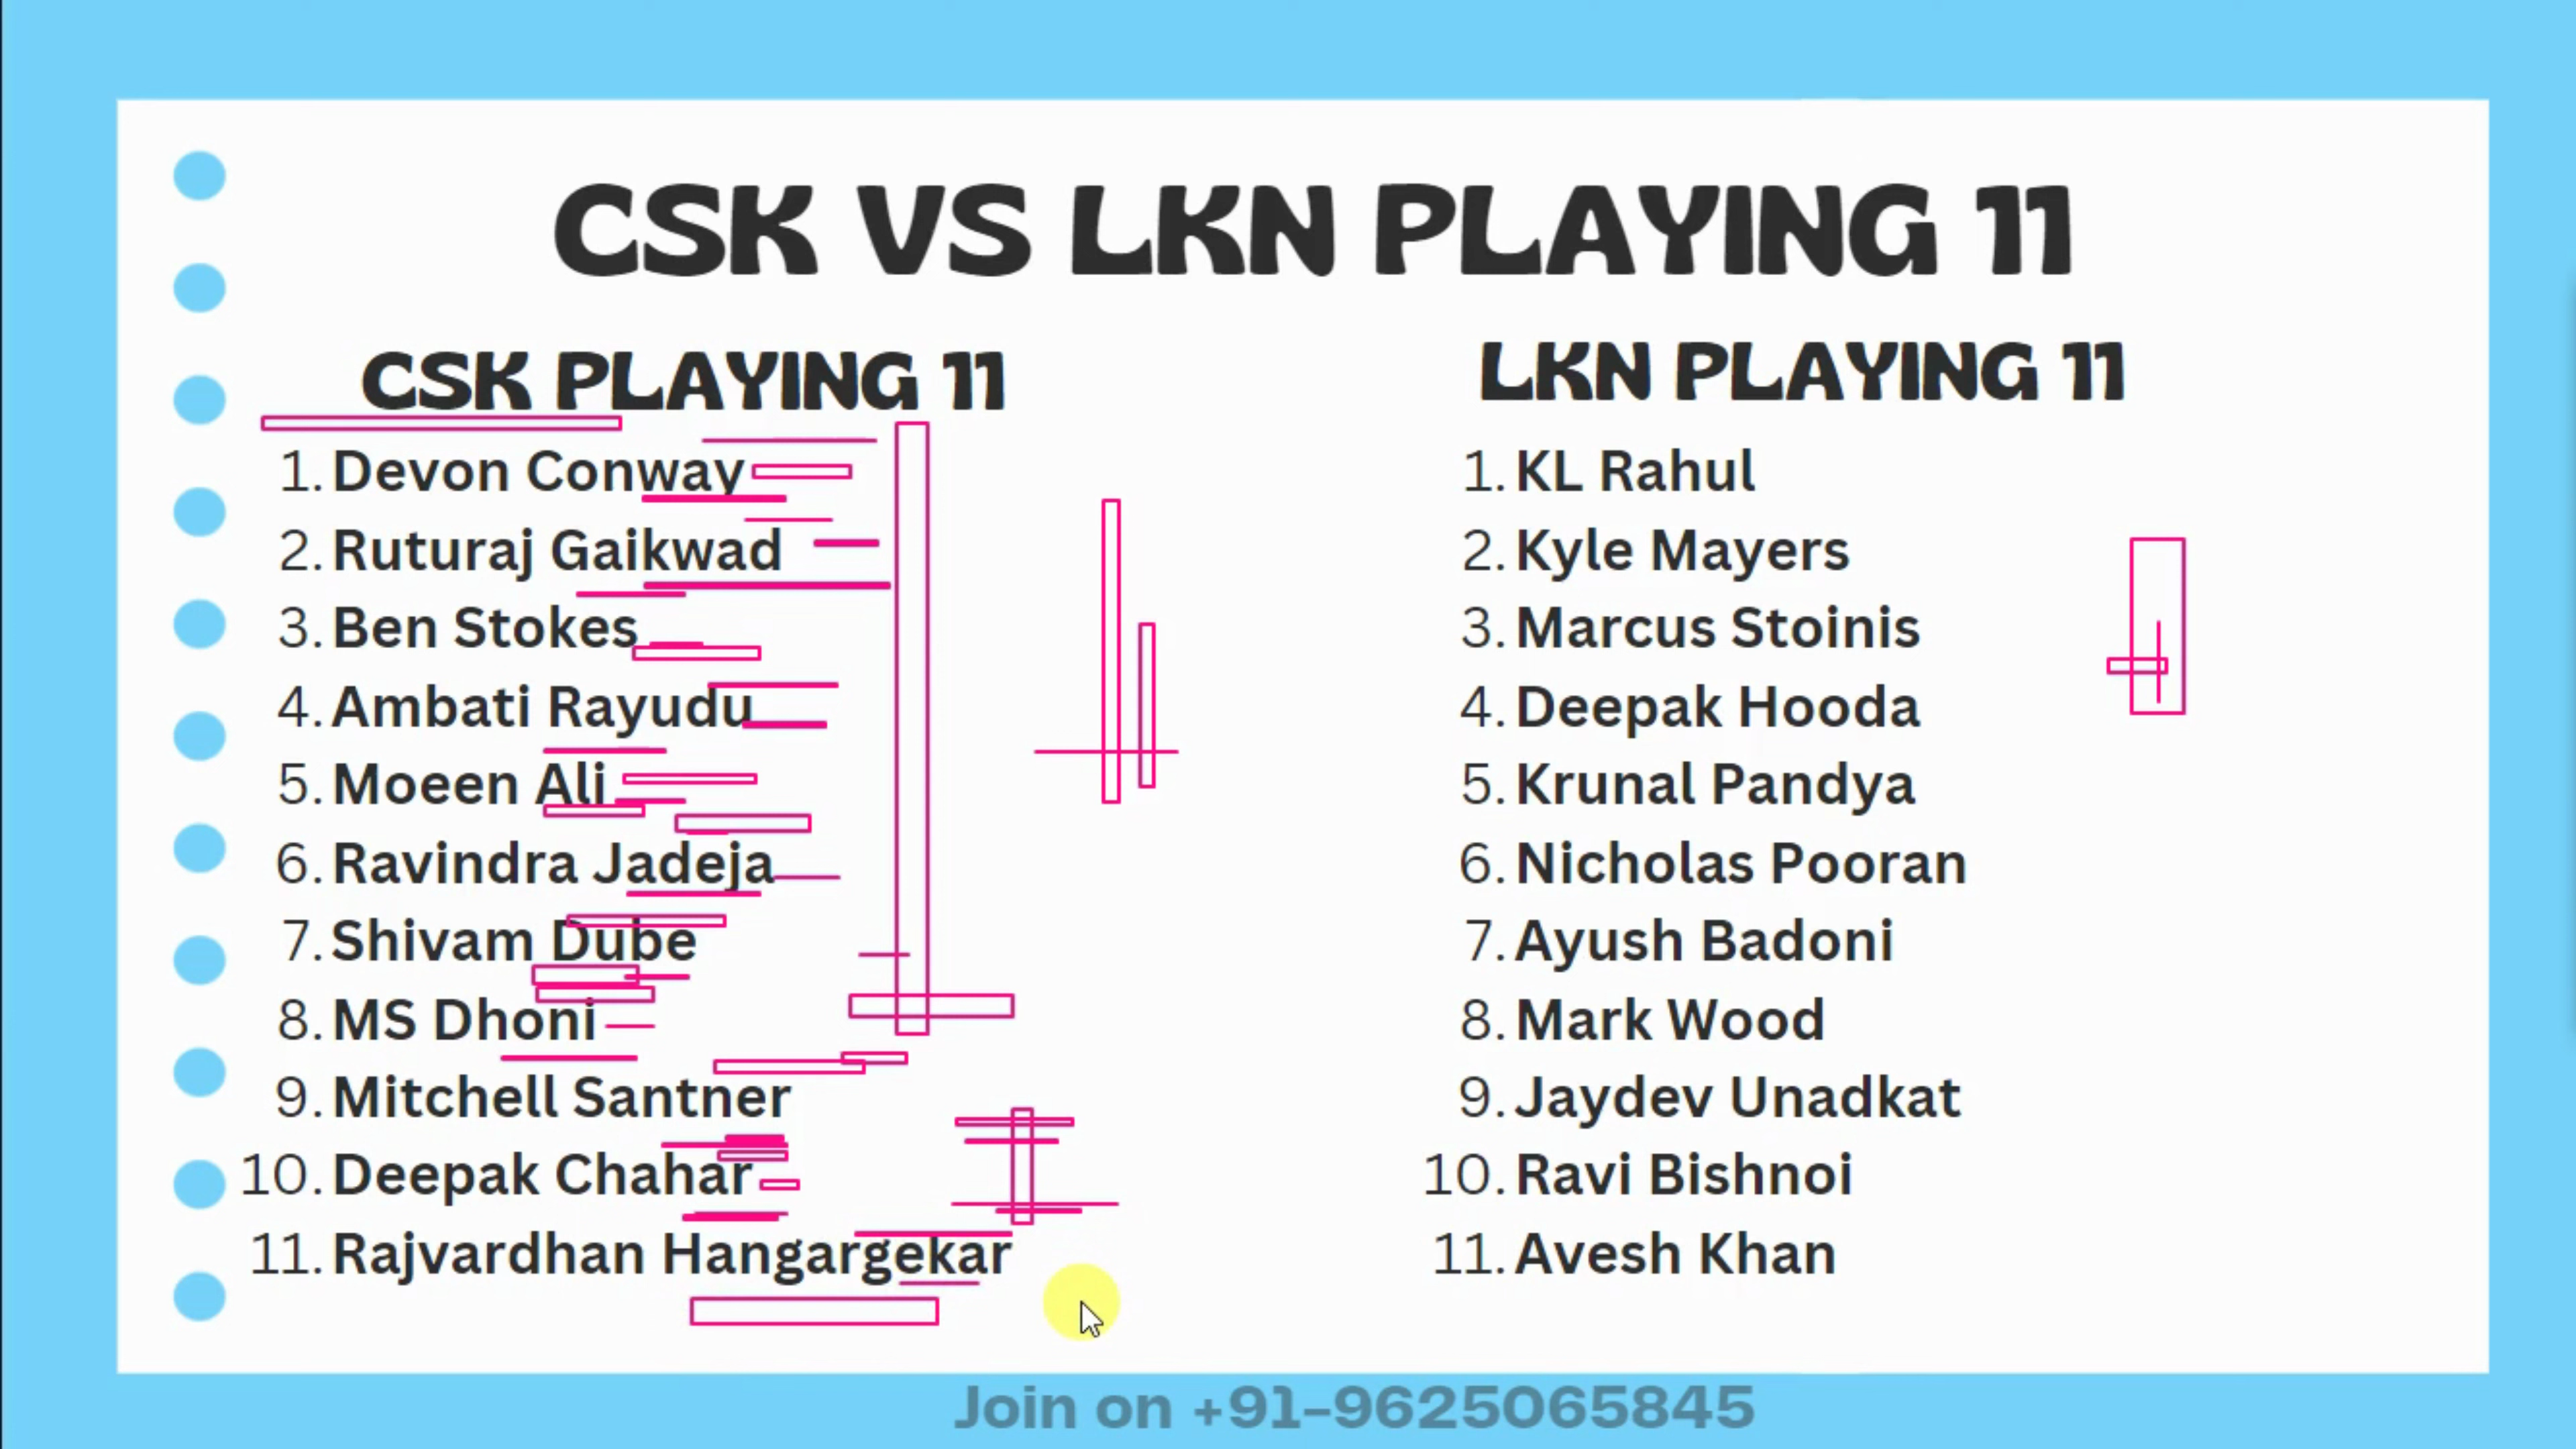 CSK VS LKN PLAYING 11
CSK PLAYING 11
1. Devon Conway
2. Ruturaj Gaikwad
3. Ben Stokes
4. Ambati Rayudu
5. Moeen Ali
6. Ravindra Jadeja
7. Shivam Dube
8. MS Dhoni
9. Mitchell Santner
10. Deepak Chahar
11. Rajvardhan Hangargekar
LKN PLAYING 11
1. KL Rahul
2. Kyle Mayers
3. Marcus Stoinis
4. Deepak Hooda
5. Krunal Pandya
6. Nicholas Pooran
7. Ayush Badoni
8. Mark Wood
9. Jaydev Unadkat
10. Ravi Bishnoi
11. Avesh Khan
Join on +91-9625065845